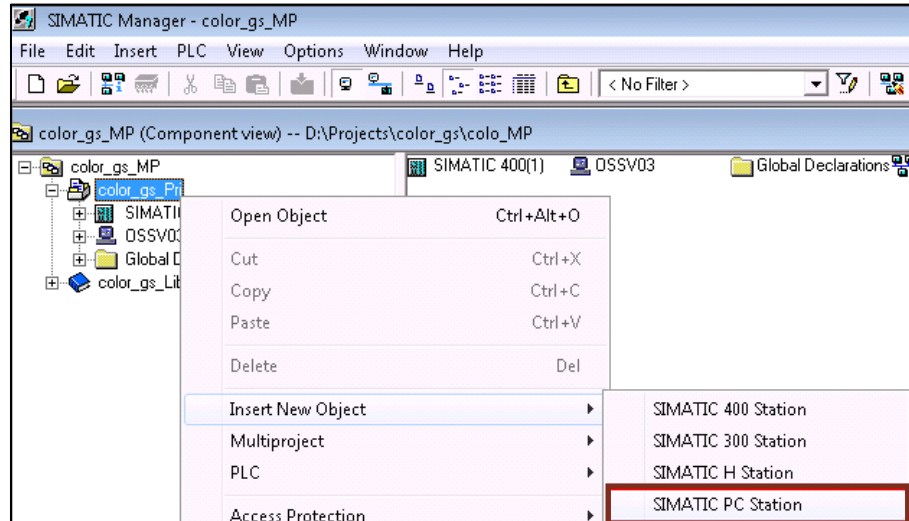 SIMATIC Manager - color_gs_MP
File Edit Insert PLC View Options Window Help
< No Filter >
color_gs_MP (Component view) -- D:\Projects\color_gs\colo_MP
color_gs_MP
SIMATIC 400(1) OSSV03 Global Declarations
color_gs_Pri
SIMATI
Open Object Ctrl+Alt+O
OSSV0
Global D
Cut Ctrl+X
color_gs_Lib
Copy Ctrl+C
Paste Ctrl+V
Delete Del
Insert New Object
SIMATIC 400 Station
Multiproject
SIMATIC 300 Station
PLC
SIMATIC H Station
SIMATIC PC Station
Access Protection